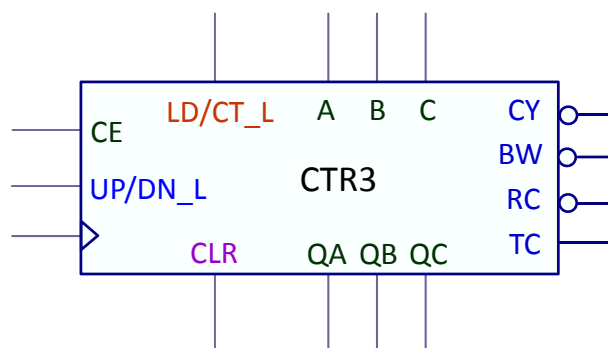 LD/CT_L A B C CY
CE
BW
UP/DN_L CTR3
RC
TC
CLR QA QB QC